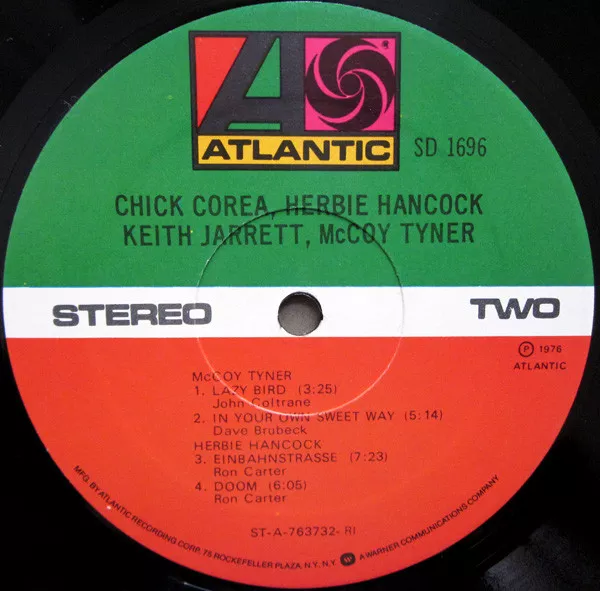 ATLANTIC
SD 1696
CHICK COREA, HERBIE HANCOCK
KEITH JARRETT, McCOY TYNER
STEREO
TWO
℗ 1976
ATLANTIC
McCOY TYNER
1. LAZY BIRD (3:25)
John Coltrane
2. IN YOUR OWN SWEET WAY (5:14)
Dave Brubeck
HERBIE HANCOCK
3. EINBAHNSTRASSE (7:23)
Ron Carter
4. DOOM (6:05)
Ron Carter
ST-A-763732- RI
MFG. BY ATLANTIC RECORDING CORP. 75 ROCKEFELLER PLAZA, N.Y. N.Y. A WARNER COMMUNICATIONS COMPANY